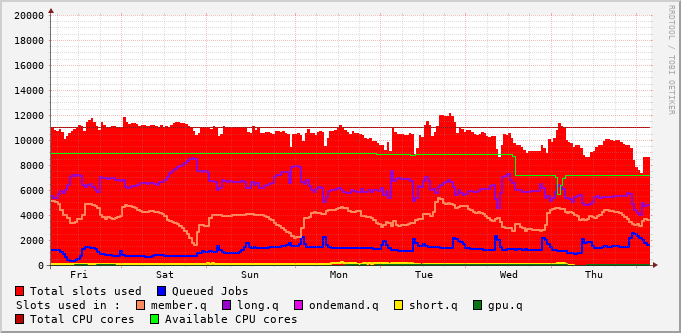 20000
18000
16000
14000
12000
10000
8000
6000
4000
2000
0
Fri Sat Sun Mon Tue Wed Thu
Total slots used Queued Jobs
Slots used in : member.q long.q ondemand.q short.q gpu.q
Total CPU cores Available CPU cores
RRDTOOL / TOBI OETIKER